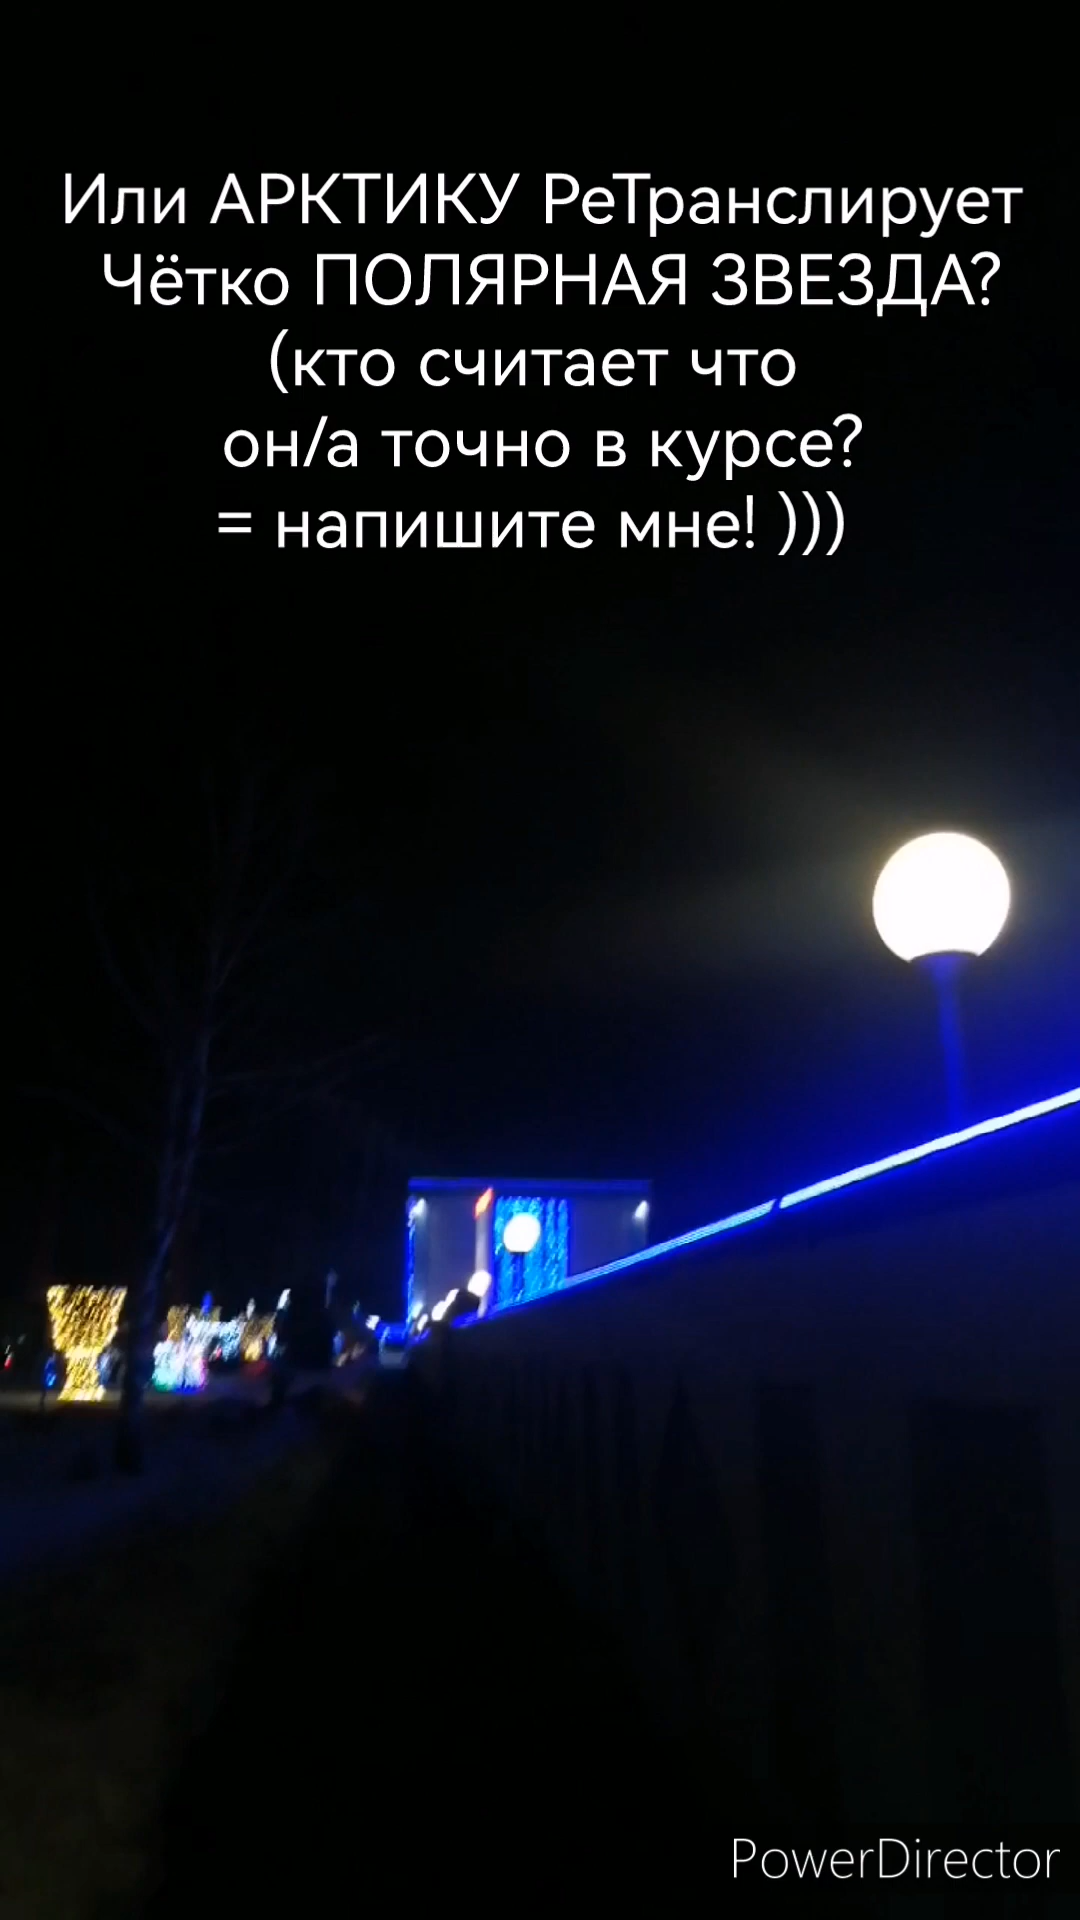 Или АРКТИКУ РеТранслирует
Чётко ПОЛЯРНАЯ ЗВЕЗДА?
(кто считает что
он/а точно в курсе?
= напишите мне! )))
PowerDirector